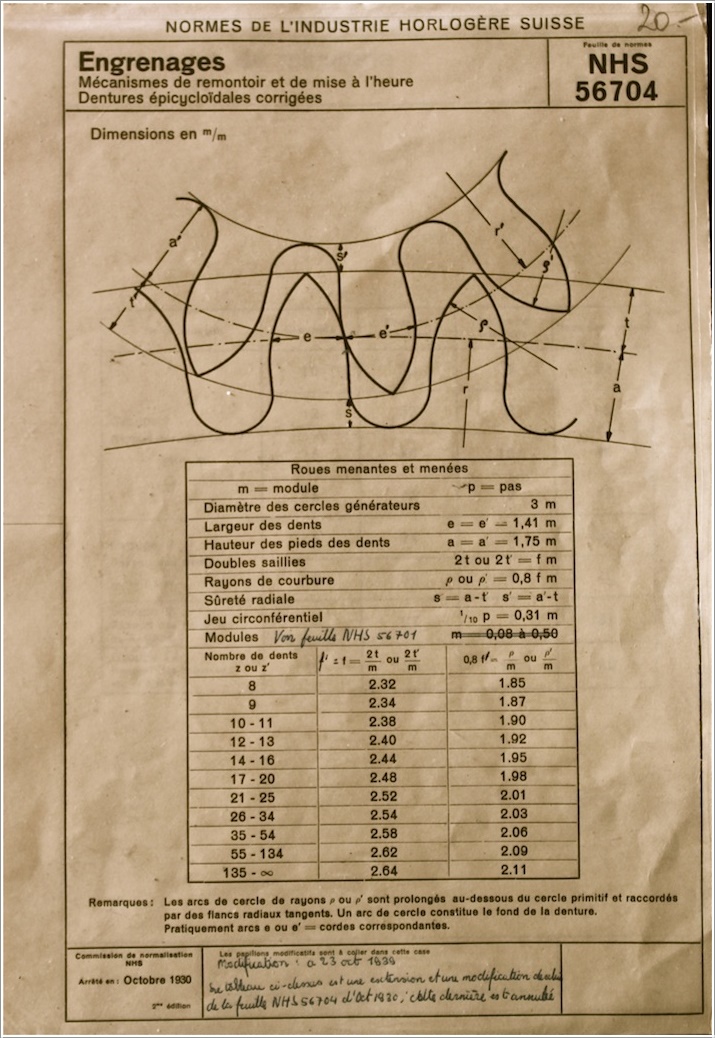 20.-
NORMES DE L'INDUSTRIE HORLOGÈRE SUISSE
Engrenages
Mécanismes de remontoir et de mise à l'heure
Dentures épicycloïdales corrigées
Feuille de normes
NHS
56704
Dimensions en m/m
a' s' r' ρ'
t' e e' ρ t
r a
s
Roues menantes et menées
m = module p = pas
Diamètre des cercles générateurs 3 m
Largeur des dents e = e' = 1,41 m
Hauteur des pieds des dents a = a' = 1,75 m
Doubles saillies 2t ou 2t' = f m
Rayons de courbure ρ ou ρ' = 0,8 f m
Sûreté radiale s = a-t' s' = a'-t
Jeu circonférentiel 1/10 p = 0,31 m
Modules Von feuille NHS 56701 m = 0,08 à 0,50
Nombre de dents z ou z' f' = f = 2t/m ou 2t'/m 0,8 f = ρ/m ou ρ'/m
8 2.32 1.85
9 2.34 1.87
10 - 11 2.38 1.90
12 - 13 2.40 1.92
14 - 16 2.44 1.95
17 - 20 2.48 1.98
21 - 25 2.52 2.01
26 - 34 2.54 2.03
35 - 54 2.58 2.06
55 - 134 2.62 2.09
135 - ∞ 2.64 2.11
Remarques : Les arcs de cercle de rayons ρ ou ρ' sont prolongés au-dessous du cercle primitif et raccordés
par des flancs radiaux tangents. Un arc de cercle constitue le fond de la denture.
Pratiquement arcs e ou e' = cordes correspondantes.
Commission de normalisation
NHS
Arrêté en : Octobre 1930
2me édition
Les papillons modificatifs sont à coller dans cette case
Modification : 23 oct 1939
tableau ci-dessus est une extension et une modification
de la feuille NHS 56704 d'Oct 1920, cette dernière est annulée